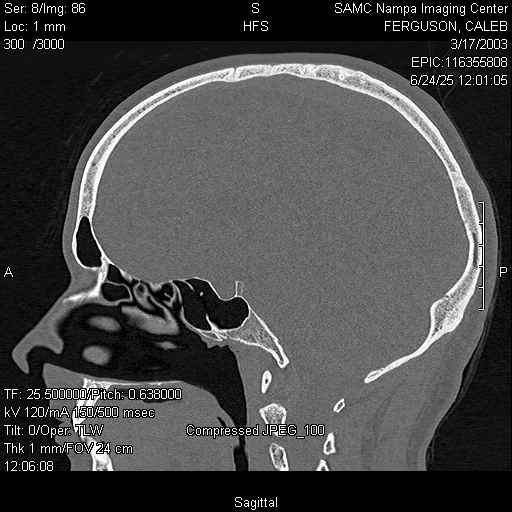 Ser: 8/Img: 86
Loc: 1 mm
300 /3000
S
HFS
SAMC Nampa Imaging Center
FERGUSON, CALEB
3/17/2003
EPIC:116355808
6/24/25 12:01:05
A
P
TF: 25.500000/Pitch: 0.638000
kV 120/mA 150/500 msec
Tilt: 0/Oper: TLW
Compressed JPEG_100
Thk 1 mm/FOV 24 cm
12:06:08
Sagittal